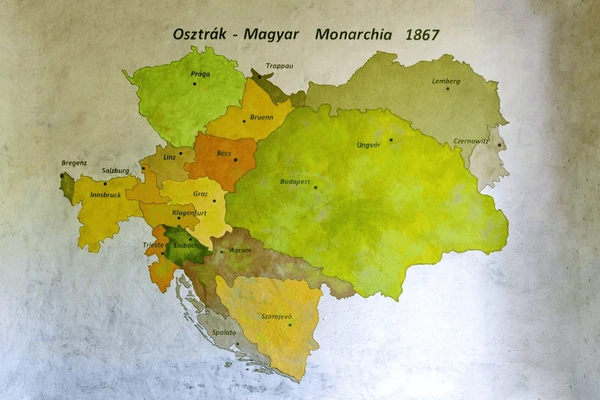 Osztrák - Magyar Monarchia 1867
Troppau
Prága
Lemberg
Bruenn
Czernowitz
Ungvár
Linz
Bécs
Bregenz
Salzburg
Budapest
Innsbruck
Graz
Klagenfurt
Trieste
Laibach
Agram
Szarajevó
Spalato